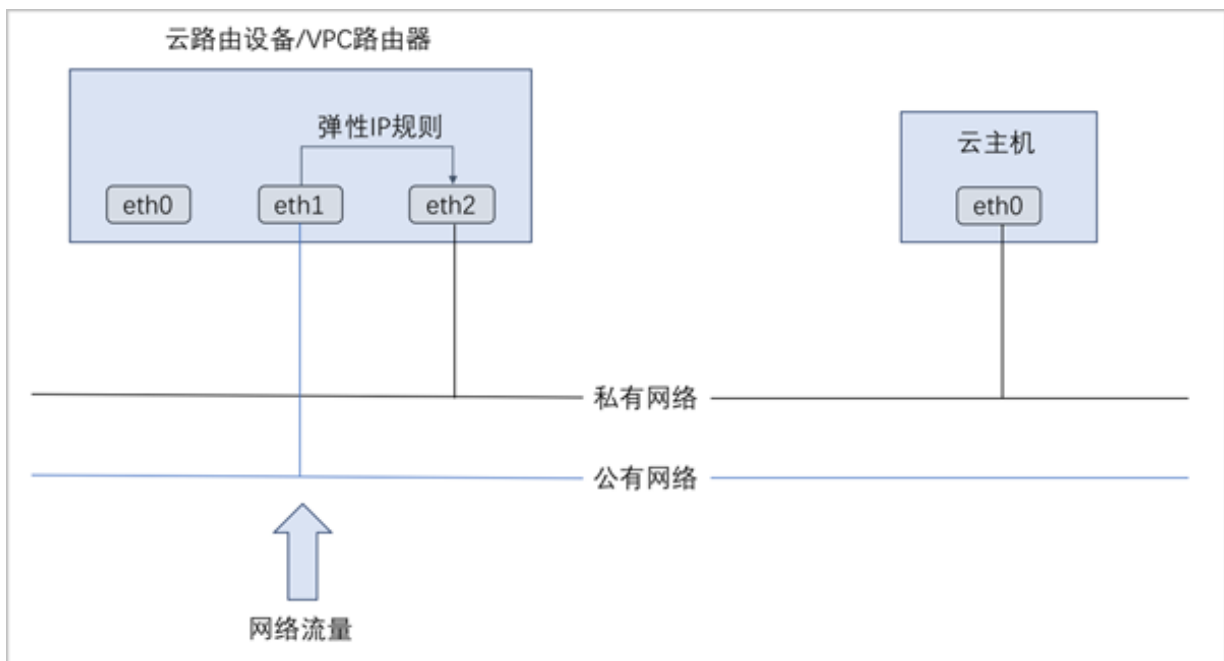 云路由设备/VPC路由器
弹性IP规则
云主机
eth0
eth1
eth2
eth0
私有网络
公有网络
网络流量